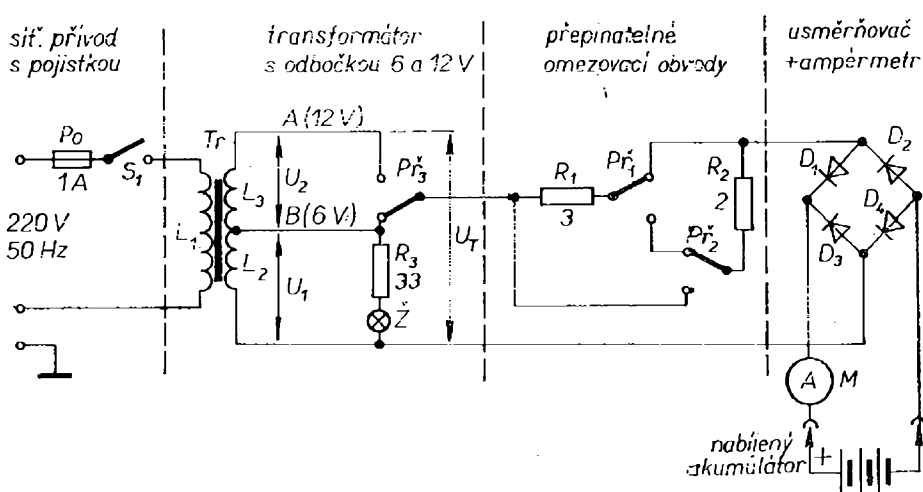 síť. přívod
s pojistkou
transformátor
s odbočkou 6 a 12 V
přepínatelné
omezovací obvody
usměrňovač
+ampérmetr
Po
1A
S1
220 V
50 Hz
Tr
L1
L3
L2
A (12 V)
U2
B(6 V)
U1
Př3
R3
33
Ž
UT
R1
3
Př1
Př2
R2
2
D1
D2
D3
D4
A
M
nabíjený
akumulátor
+